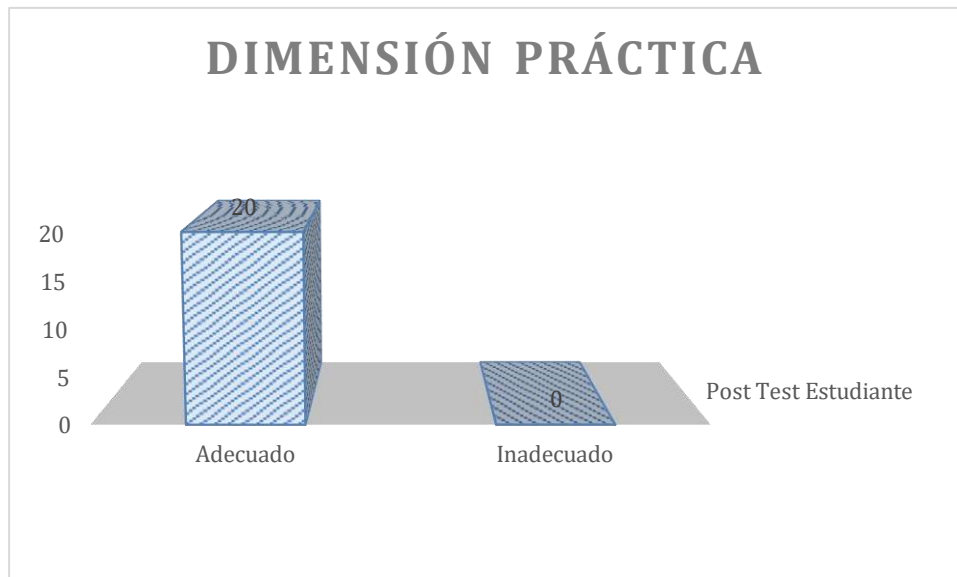 DIMENSIÓN PRÁCTICA
20
20
15
10
5
0
0
Post Test Estudiante
Adecuado
Inadecuado